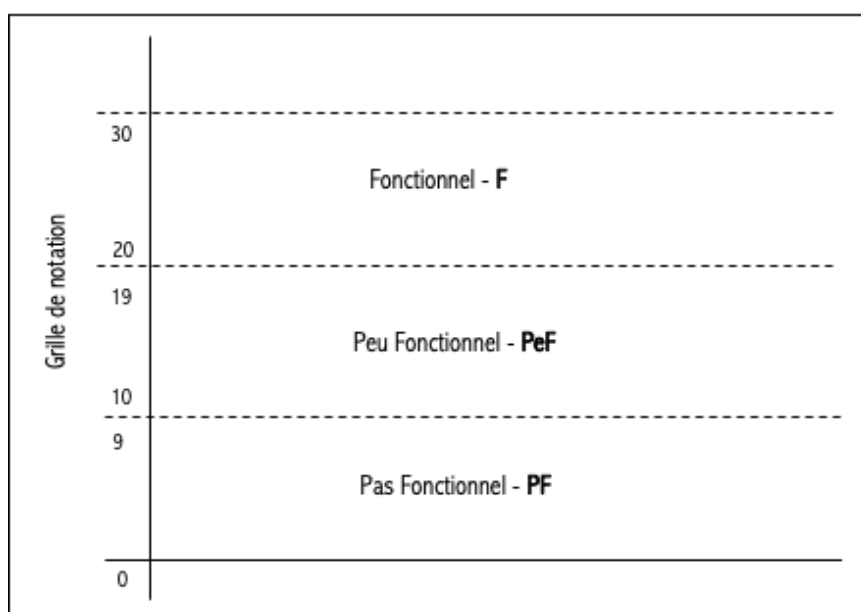 30
Fonctionnel - F
20
Grille de notation
19
Peu Fonctionnel - PeF
10
9
Pas Fonctionnel - PF
0